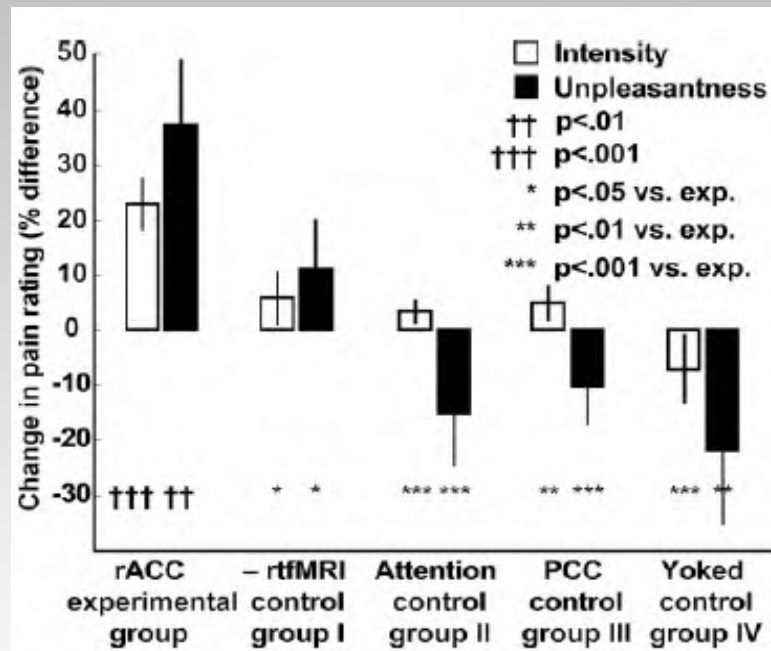 Change in pain rating (% difference)
50
40
30
20
10
0
-10
-20
-30
Intensity
Unpleasantness
†† p<.01
††† p<.001
* p<.05 vs. exp.
** p<.01 vs. exp.
*** p<.001 vs. exp.
††† †† * * *** *** ** *** *** **
rACC
experimental
group
– rtfMRI
control
group I
Attention
control
group II
PCC
control
group III
Yoked
control
group IV